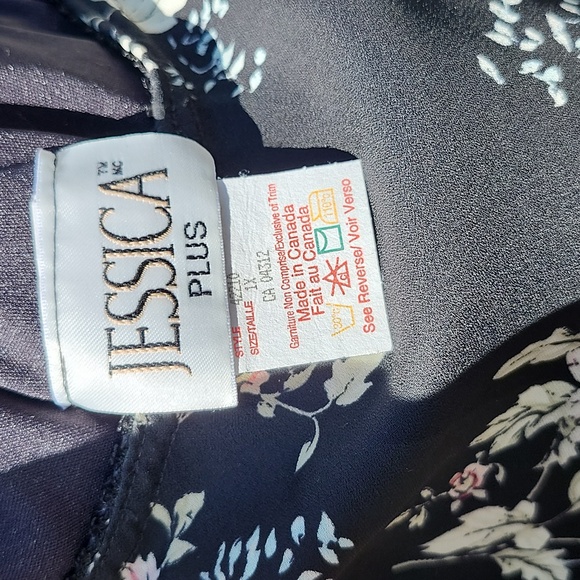 JESSICA
TM MC
PLUS
STYLE
SIZE/TAILLE 1X
CA 04312
Garniture Non Comprise/Exclusive of Trim
Made in Canada
Fait au Canada
See Reverse/ Voir Verso